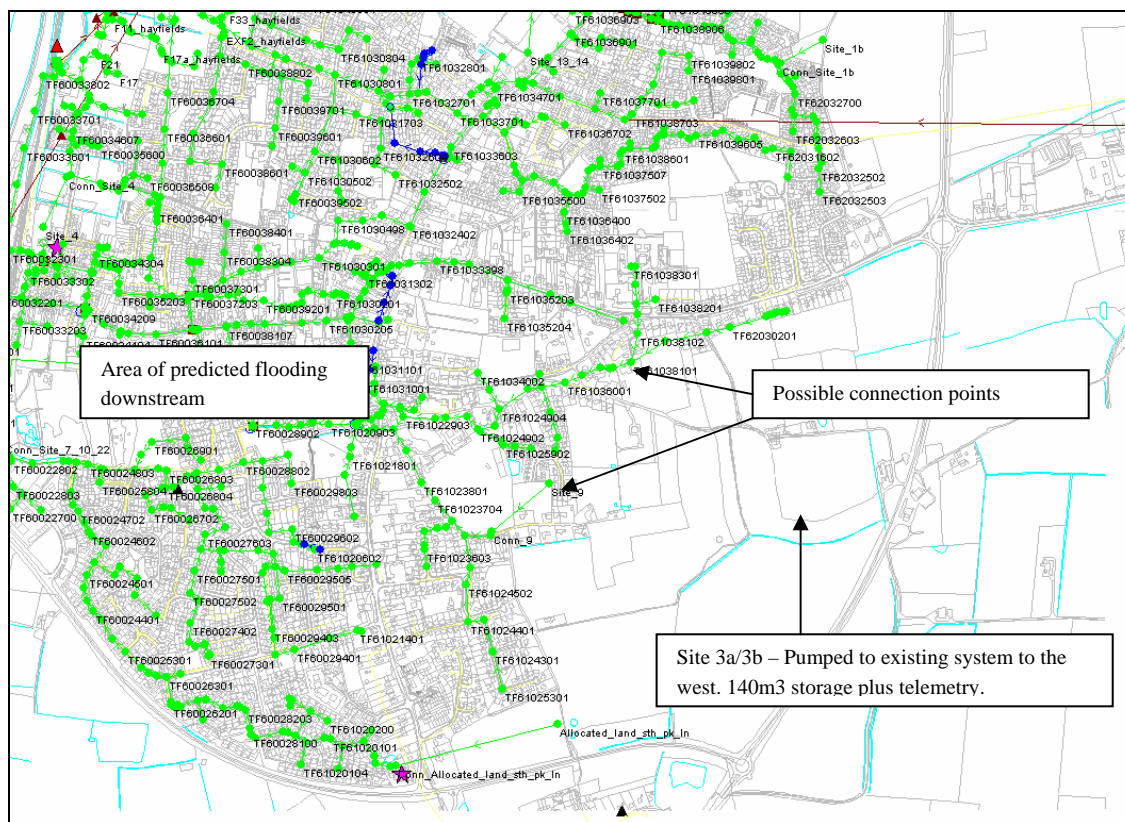 F33_hayfields
TF61036903
F11_hayfields
TF61038906
EXF2_hayfields
TF61036901
Site_1b
F21
F17a_hayfields
TF61030804
Site_13_14
TF61039802
Conn_Site_1b
TF60038802
TF61032801
F17
TF61030801
TF61039801
TF60033802
TF61034701
TF60036704
TF61032701
TF61037701
TF62032700
TF60039701
TF61031703
TF60033701
TF61033701
TF61038703
TF61036702
TF60034607
TF60036601
TF60039601
TF62032603
TF61039605
TF60033601
TF60035600
TF61030602
TF61033603
TF62031602
TF61038601
TF60038601
TF61030502
TF61037507
TF62032502
Conn_Site_4
TF60036508
TF61032502
TF60039502
TF61035500
TF61037502
TF62032503
TF60036401
TF61036400
TF60038401
TF61030498
TF61032402
TF61036402
Site_4
TF60032301
TF60034304
TF60038304
TF61030301
TF61033398
TF61038301
TF60033302
TF61031302
TF60037301
TF60032201
TF60035203
TF60037203
TF60039201
TF61030201
TF61035203
TF61038201
TF60034209
TF61030205
TF61035204
TF60033203
TF60038107
TF62030201
TF60036101
TF61038102
Area of predicted flooding
downstream
TF61031101
TF61038101
TF61034002
TF61031001
TF61036001
Possible connection points
TF61024904
TF60028902
TF61020903
TF61022903
TF61024902
TF60026901
TF61025902
Conn_Site_7_10_22
TF60022802
TF60024803
TF60026803
TF60028802
TF61021801
TF60025804
TF60026804
TF60029803
TF61023801
Site_9
TF60022803
TF60022700
TF60024702
TF60026702
TF61023704
TF60024602
TF60027603
TF60029602
Conn_9
TF61020602
TF61023603
TF60024501
TF60027501
TF60029505
TF60027502
TF60029501
TF61024502
TF60024401
TF60027402
TF60029403
TF61021401
TF61024401
Site 3a/3b – Pumped to existing system to the
west. 140m3 storage plus telemetry.
TF60025301
TF60027301
TF60029401
TF61024301
TF60026301
TF61025301
TF60026201
TF60028203
TF61020200
Allocated_land_sth_pk_ln
TF60028100
TF61020101
TF61020104
Conn_Allocated_land_sth_pk_ln